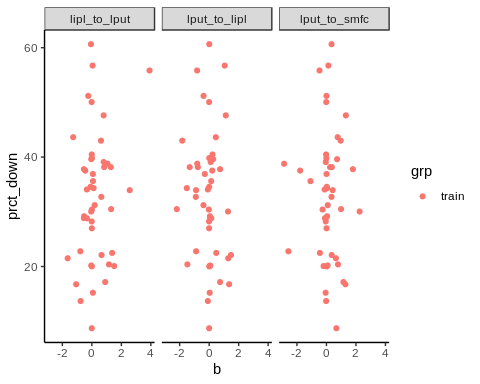 lipl_to_lput lput_to_lipl lput_to_smfc
60
40
20
prct_down
-2 0 2 4 -2 0 2 4 -2 0 2 4
b
grp
train